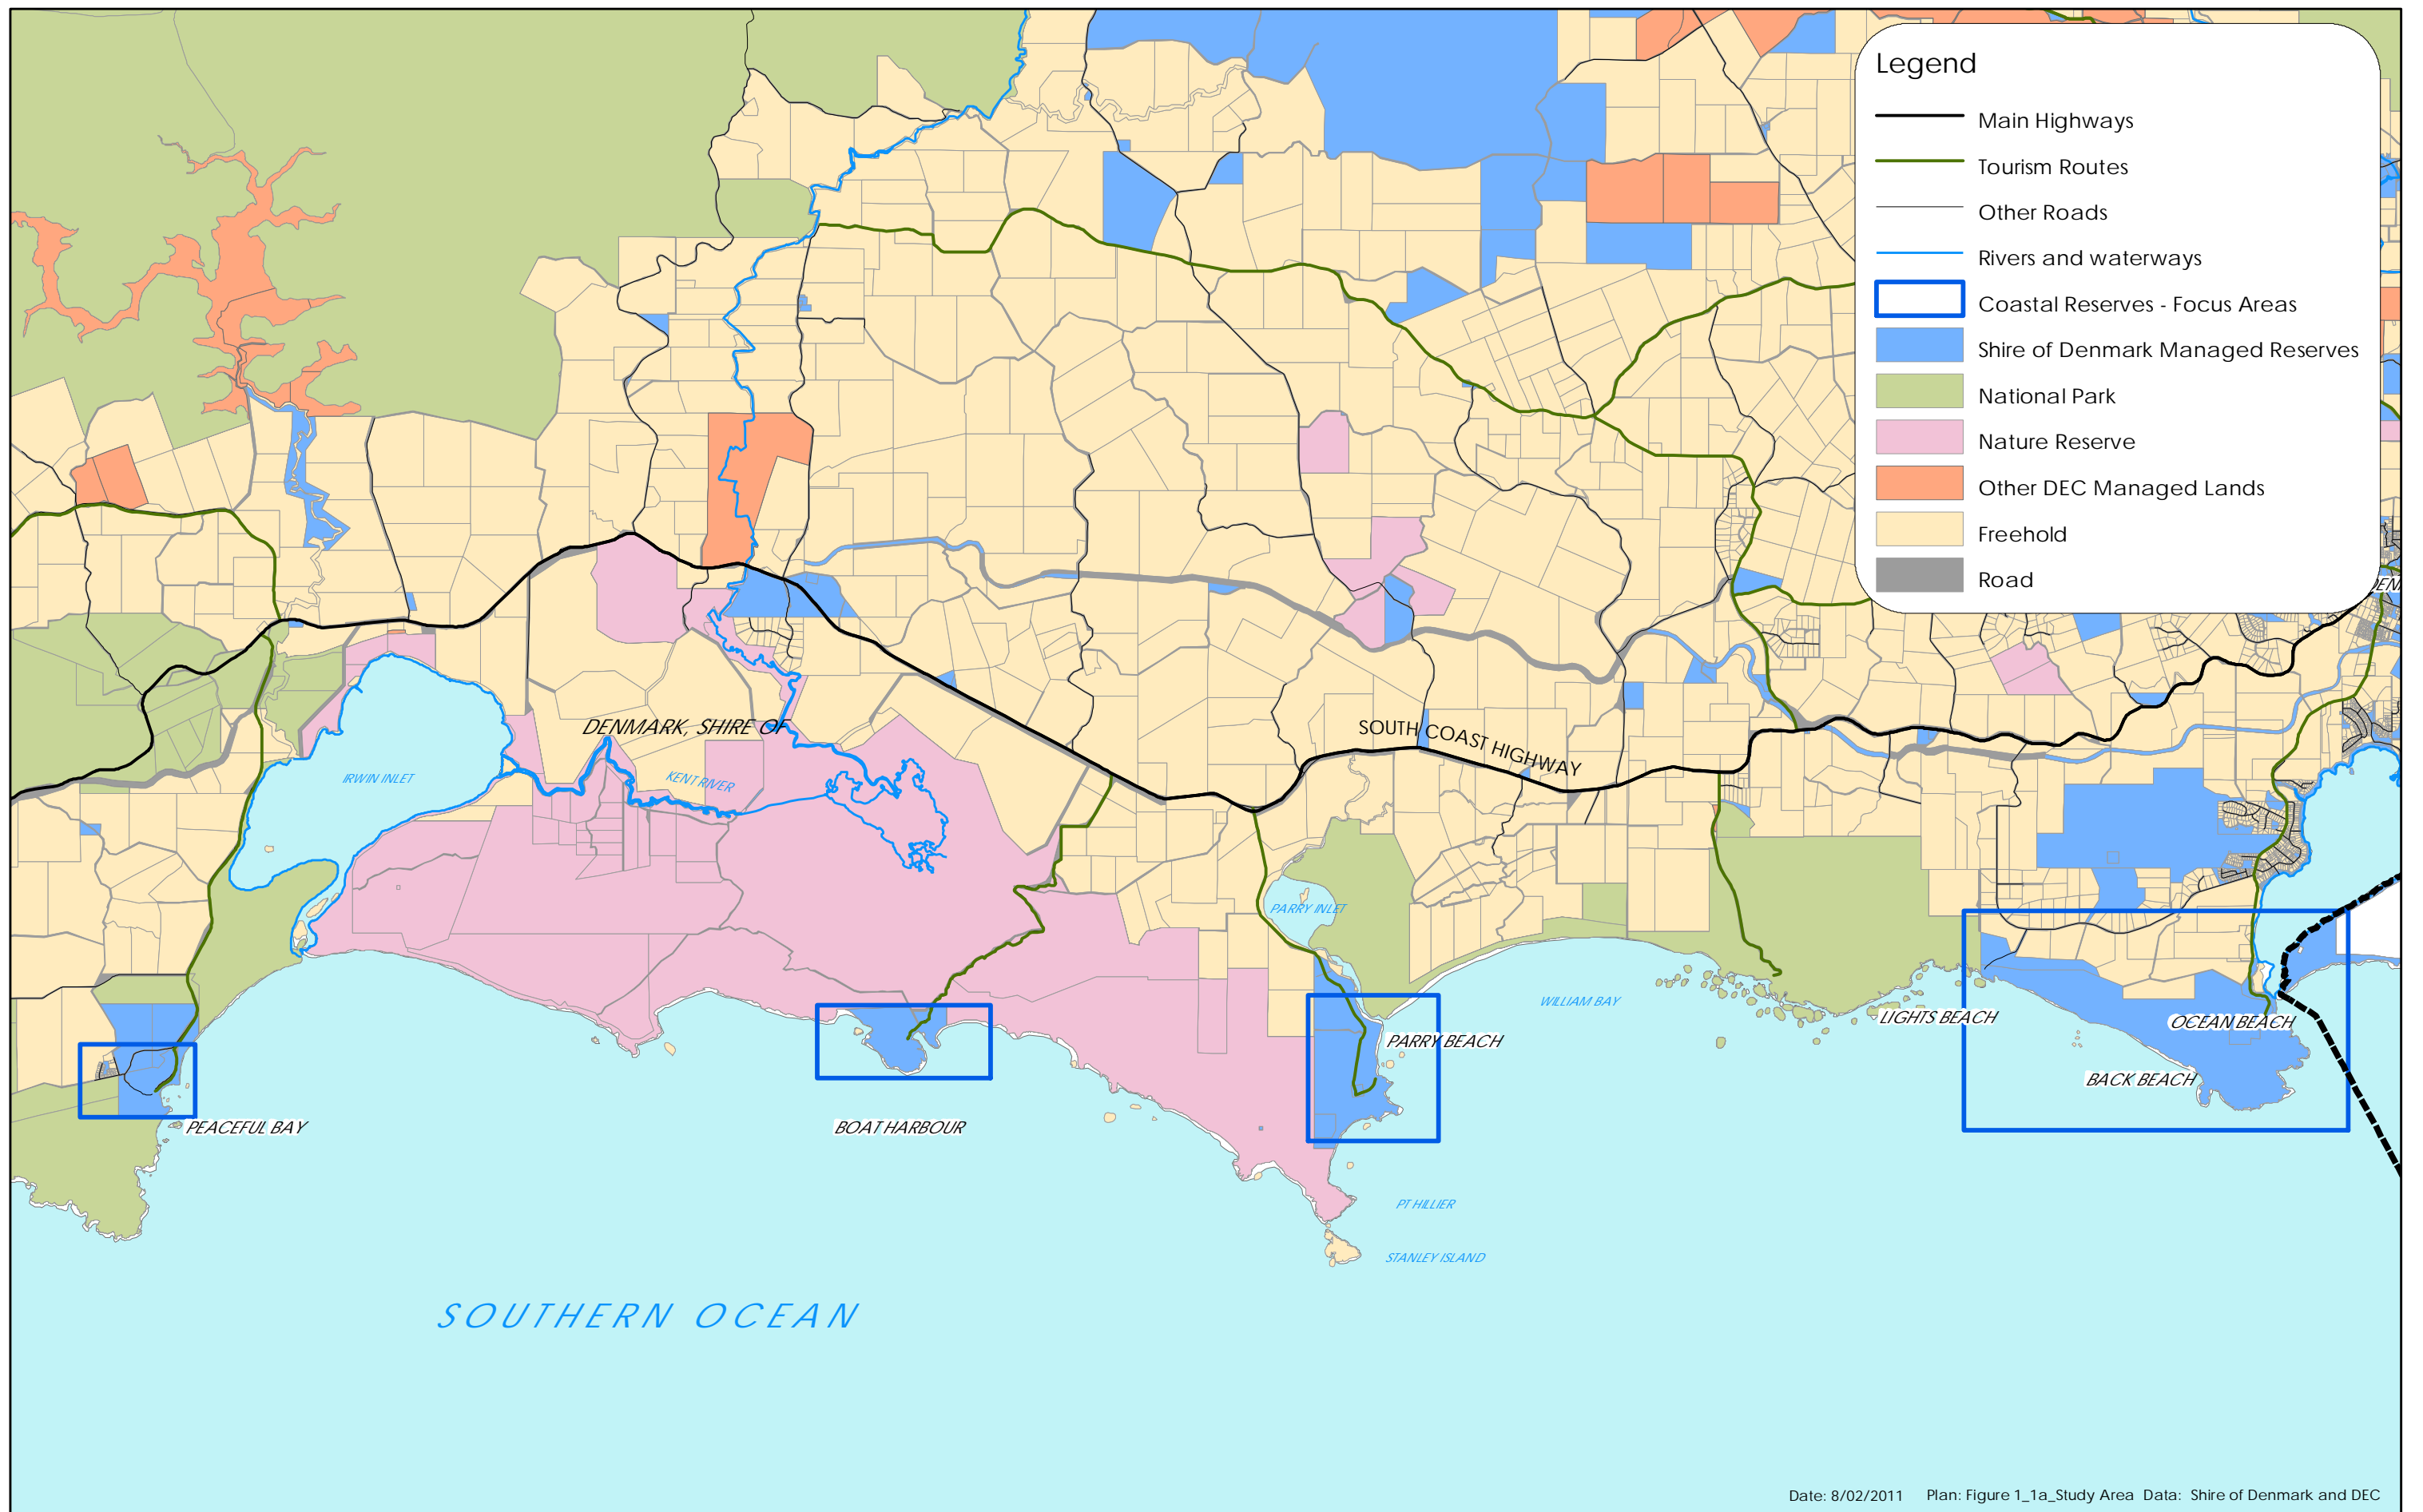 Legend
Main Highways
Tourism Routes
Other Roads
Rivers and waterways
Coastal Reserves - Focus Areas
Shire of Denmark Managed Reserves
National Park
Nature Reserve
Other DEC Managed Lands
Freehold
Road
DENMARK, SHIRE OF
SOUTH COAST HIGHWAY
IRWIN INLET
KENT RIVER
PARRY INLET
WILLIAM BAY
LIGHTS BEACH
OCEAN BEACH
PARRY BEACH
BACK BEACH
PEACEFUL BAY
BOAT HARBOUR
PT HILLIER
STANLEY ISLAND
SOUTHERN OCEAN
Date: 8/02/2011 Plan: Figure 1_1a_Study Area Data: Shire of Denmark and DEC